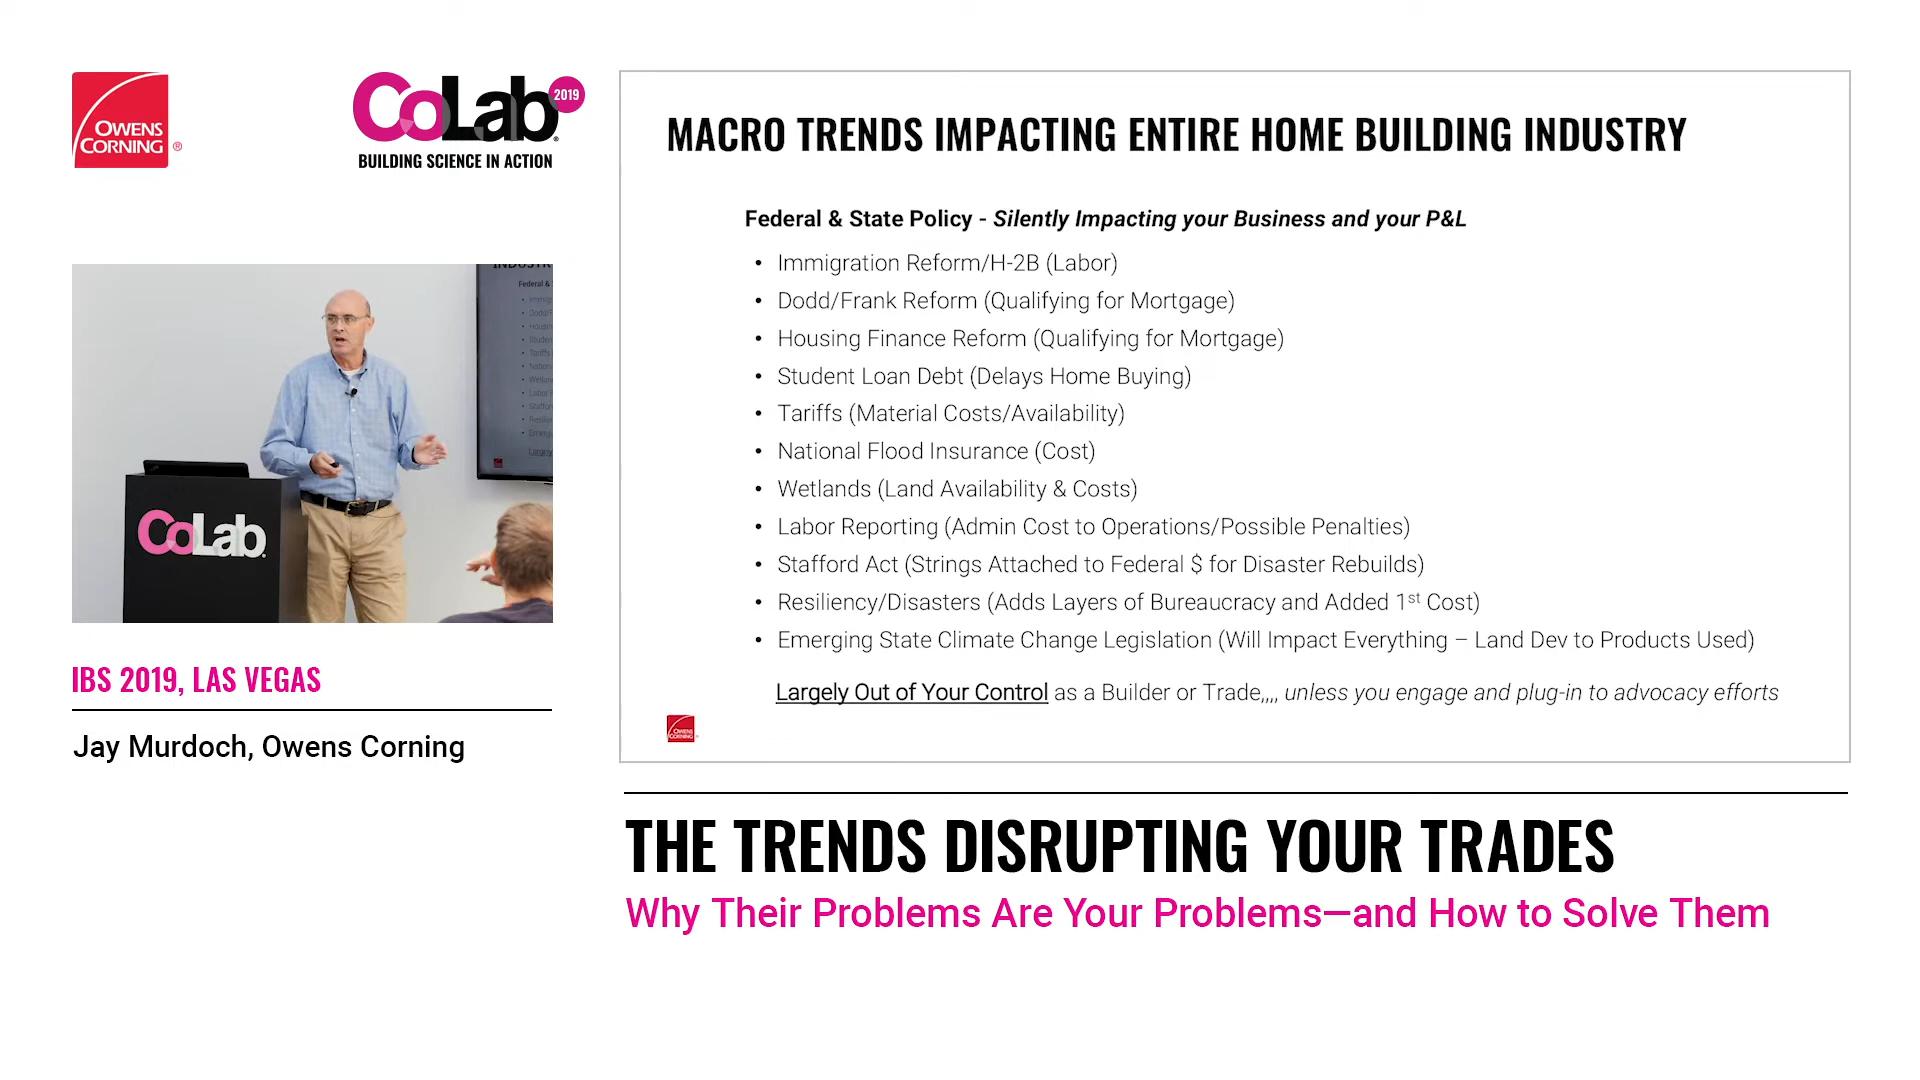 OWENS
CORNING ®
CoLab® 2019
BUILDING SCIENCE IN ACTION
Federal &
CoLab.
IBS 2019, LAS VEGAS
Jay Murdoch, Owens Corning
MACRO TRENDS IMPACTING ENTIRE HOME BUILDING INDUSTRY
Federal & State Policy - Silently Impacting your Business and your P&L
• Immigration Reform/H-2B (Labor)
• Dodd/Frank Reform (Qualifying for Mortgage)
• Housing Finance Reform (Qualifying for Mortgage)
• Student Loan Debt (Delays Home Buying)
• Tariffs (Material Costs/Availability)
• National Flood Insurance (Cost)
• Wetlands (Land Availability & Costs)
• Labor Reporting (Admin Cost to Operations/Possible Penalties)
• Stafford Act (Strings Attached to Federal $ for Disaster Rebuilds)
• Resiliency/Disasters (Adds Layers of Bureaucracy and Added 1st Cost)
• Emerging State Climate Change Legislation (Will Impact Everything – Land Dev to Products Used)
Largely Out of Your Control as a Builder or Trade,,,, unless you engage and plug-in to advocacy efforts
OWENS
CORNING
THE TRENDS DISRUPTING YOUR TRADES
Why Their Problems Are Your Problems—and How to Solve Them